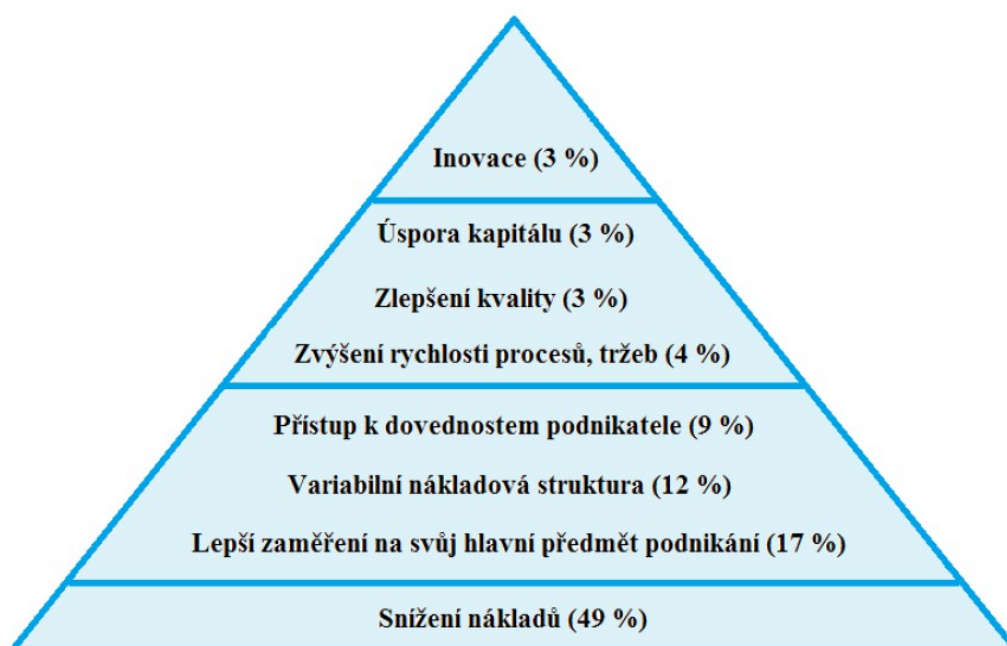 Inovace (3 %)
Úspora kapitálu (3 %)
Zlepšení kvality (3 %)
Zvýšení rychlosti procesů, tržeb (4 %)
Přístup k dovednostem podnikatele (9 %)
Variabilní nákladová struktura (12 %)
Lepší zaměření na svůj hlavní předmět podnikání (17 %)
Snížení nákladů (49 %)